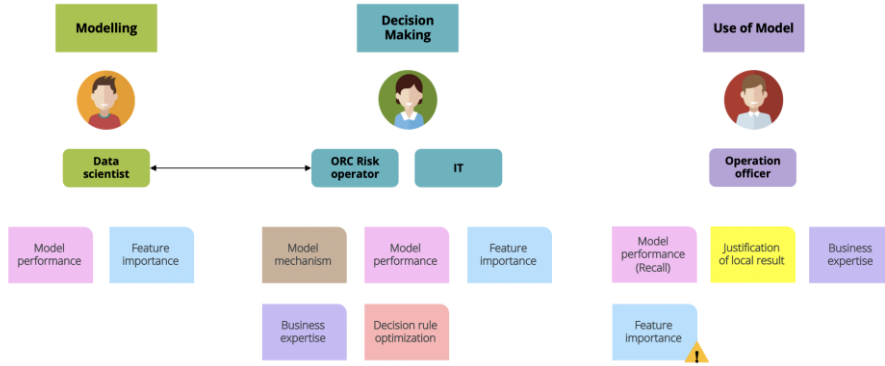 Modelling
Decision
Making
Use of Model
Data
scientist
ORC Risk
operator
IT
Operation
officer
Model
performance
Feature
importance
Model
mechanism
Model
performance
Feature
importance
Model
performance
(Recall)
Justification
of local result
Business
expertise
Business
expertise
Decision rule
optimization
Feature
importance
!